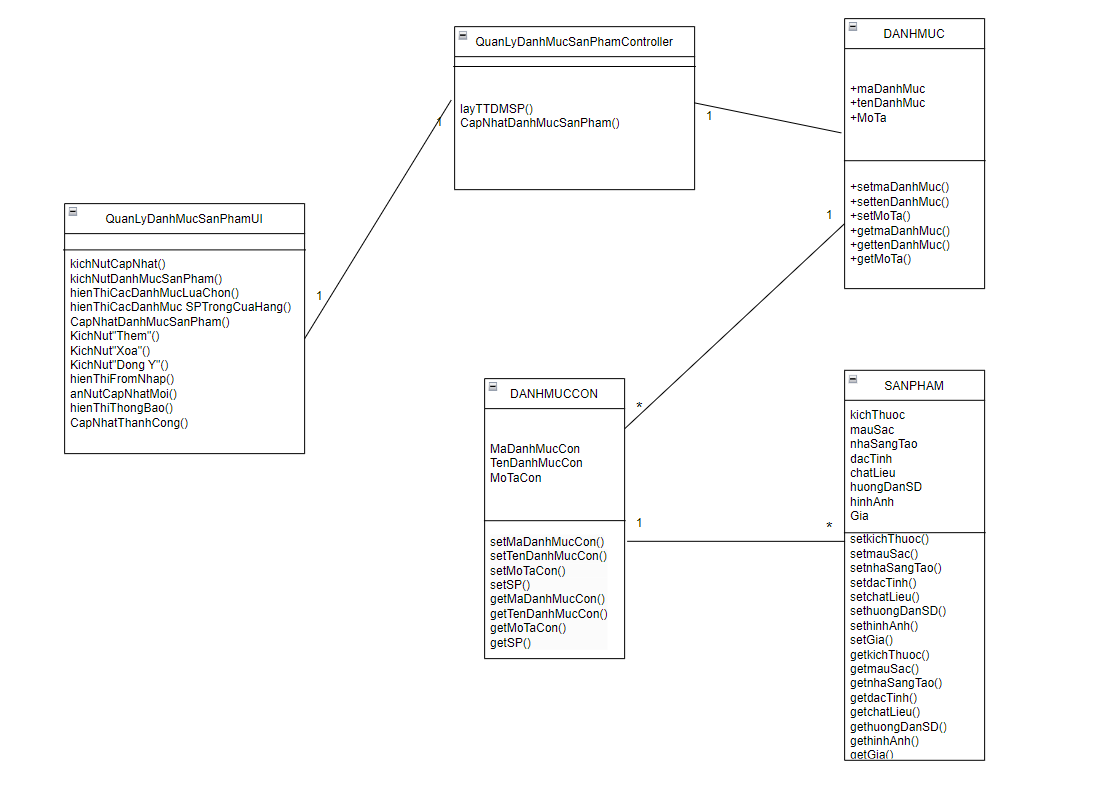 QuanLyDanhMucSanPhamController
layTTDMSP()
CapNhatDanhMucSanPham()
1
1
DANHMUC
+maDanhMuc
+tenDanhMuc
+MoTa
+setmaDanhMuc()
+settenDanhMuc()
+setMoTa()
+getmaDanhMuc()
+gettenDanhMuc()
+getMoTa()
1
QuanLyDanhMucSanPhamUI
kichNutCapNhat()
kichNutDanhMucSanPham()
hienThiCacDanhMucLuaChon()
hienThiCacDanhMuc SPTrongCuaHang()
CapNhatDanhMucSanPham()
KichNut"Them"()
KichNut"Xoa"()
KichNut"Dong Y"()
hienThiFromNhap()
anNutCapNhatMoi()
hienThiThongBao()
CapNhatThanhCong()
1
DANHMUCCON
MaDanhMucCon
TenDanhMucCon
MoTaCon
setMaDanhMucCon()
setTenDanhMucCon()
setMoTaCon()
setSP()
getMaDanhMucCon()
getTenDanhMucCon()
getMoTaCon()
getSP()
*
1
*
SANPHAM
kichThuoc
mauSac
nhaSangTao
dacTinh
chatLieu
huongDanSD
hinhAnh
Gia
setkichThuoc()
setmauSac()
setnhaSangTao()
setdacTinh()
setchatLieu()
sethuongDanSD()
sethinhAnh()
setGia()
getkichThuoc()
getmauSac()
getnhaSangTao()
getdacTinh()
getchatLieu()
gethuongDanSD()
gethinhAnh()
getGia()